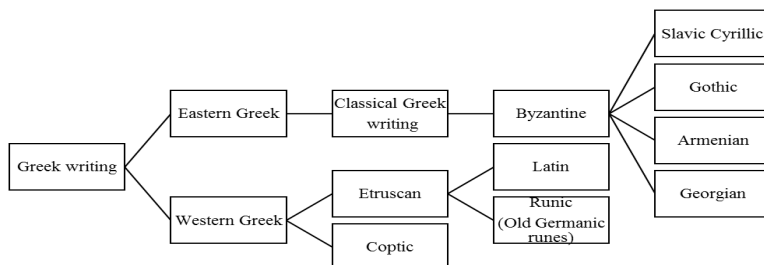 Slavic Cyrillic
Gothic
Eastern Greek
Classical Greek
writing
Byzantine
Armenian
Greek writing
Latin
Georgian
Etruscan
Western Greek
Runic
(Old Germanic
runes)
Coptic